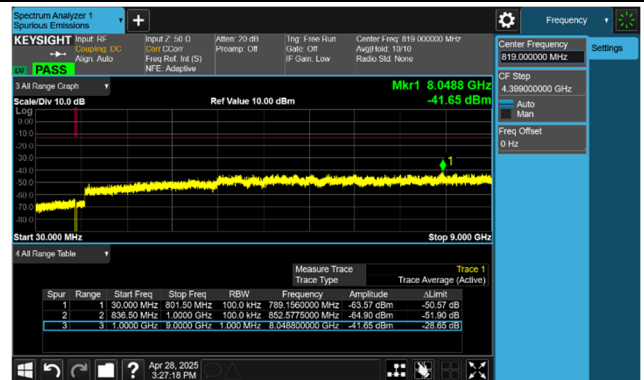 Spectrum Analyzer 1
Spurious Emissions
Frequency
KEYSIGHT
Input: RF
Coupling: DC
Align: Auto
Input Z: 50 Ω
Corr CCorr
Freq Ref: Int (S)
NFE: Adaptive
Atten: 20 dB
Preamp: Off
Trig: Free Run
Gate: Off
IF Gain: Low
Center Freq: 819.000000 MHz
Avg|Hold: 10/10
Radio Std: None
PASS
Center Frequency
819.000000 MHz
Settings
CF Step
4.399000000 GHz
Auto
Man
Freq Offset
0 Hz
3 All Range Graph
Mkr1 8.0488 GHz
Scale/Div 10.0 dB
Ref Value 10.00 dBm
-41.65 dBm
Log
0.00
-10.0
-20.0
-30.0
-40.0
-50.0
-60.0
-70.0
-80.0
1
Start 30.000 MHz
Stop 9.000 GHz
4 All Range Table
Measure Trace Trace 1
Trace Type Trace Average (Active)
Spur Range Start Freq Stop Freq RBW Frequency Amplitude ΔLimit
1 1 30.000 MHz 801.50 MHz 100.0 kHz 789.1560000 MHz -63.57 dBm -50.57 dB
2 2 836.50 MHz 1.0000 GHz 100.0 kHz 852.5775000 MHz -64.90 dBm -51.90 dB
3 3 1.0000 GHz 9.0000 GHz 1.000 MHz 8.048800000 GHz -41.65 dBm -28.65 dB
?
Apr 28, 2025
3:27:18 PM